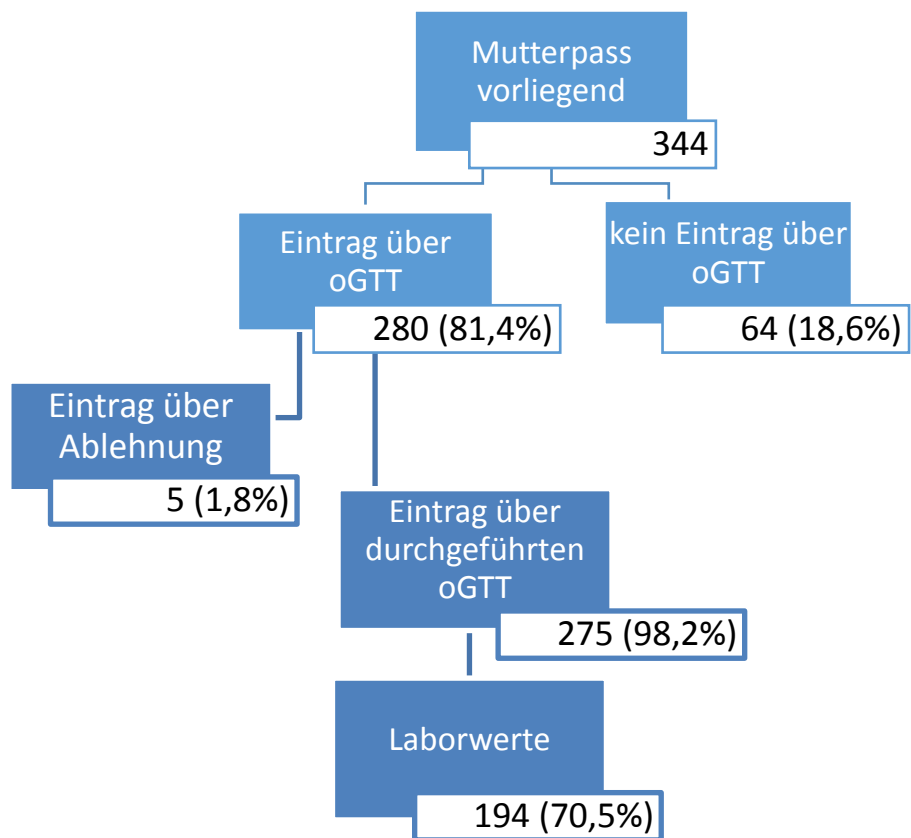 Mutterpass
vorliegend
344
Eintrag über
oGTT
280 (81,4%)
kein Eintrag über
oGTT
64 (18,6%)
Eintrag über
Ablehnung
5 (1,8%)
Eintrag über
durchgeführten
oGTT
275 (98,2%)
Laborwerte
194 (70,5%)